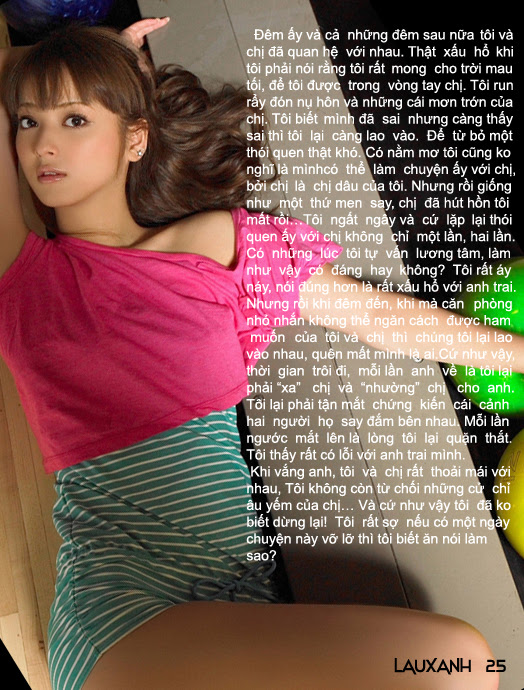 Đêm ấy và cả những đêm sau nữa tôi và
chị đã quan hệ với nhau. Thật xấu hổ khi
tôi phải nói rằng tôi rất mong cho trời mau
tối, để tôi được trong vòng tay chị. Tôi run
rẩy đón nụ hôn và những cái mơn trớn của
chị. Tôi biết mình đã sai nhưng càng thấy
sai thì tôi lại càng lao vào. Để từ bỏ một
thói quen thật khó. Có nằm mơ tôi cũng ko
nghĩ là mìnhcó thể làm chuyện ấy với chị,
bởi chị là chị dâu của tôi. Nhưng rồi giống
như một thứ men say, chị đã hút hồn tôi
mất rồi...Tôi ngất ngây và cứ lặp lại thói
quen ấy với chị không chỉ một lần, hai lần.
Có những lúc tôi tự vấn lương tâm, làm
như vậy có đáng hay không? Tôi rất áy
náy, nói đúng hơn là rất xấu hổ với anh trai.
Nhưng rồi khi đêm đến, khi mà căn phòng
nhỏ nhắn không thể ngăn cách được ham
muốn của tôi và chị thì chúng tôi lại lao
vào nhau, quên mất mình là ai.Cứ như vậy,
thời gian trôi đi, mỗi lần anh về là tôi lại
phải “xa” chị và “nhường” chị cho anh.
Tôi lại phải tận mắt chứng kiến cái cảnh
hai người họ say đắm bên nhau. Mỗi lần
ngước mắt lên là lòng tôi lại quặn thắt.
Tôi thấy rất có lỗi với anh trai mình.
Khi vắng anh, tôi và chị rất thoải mái với
nhau, Tôi không còn từ chối những cử chỉ
âu yếm của chị... Và cứ như vậy tôi đã ko
biết dừng lại! Tôi rất sợ nếu có một ngày
chuyện này vỡ lỡ thì tôi biết ăn nói làm
sao?
LAUXANH 25